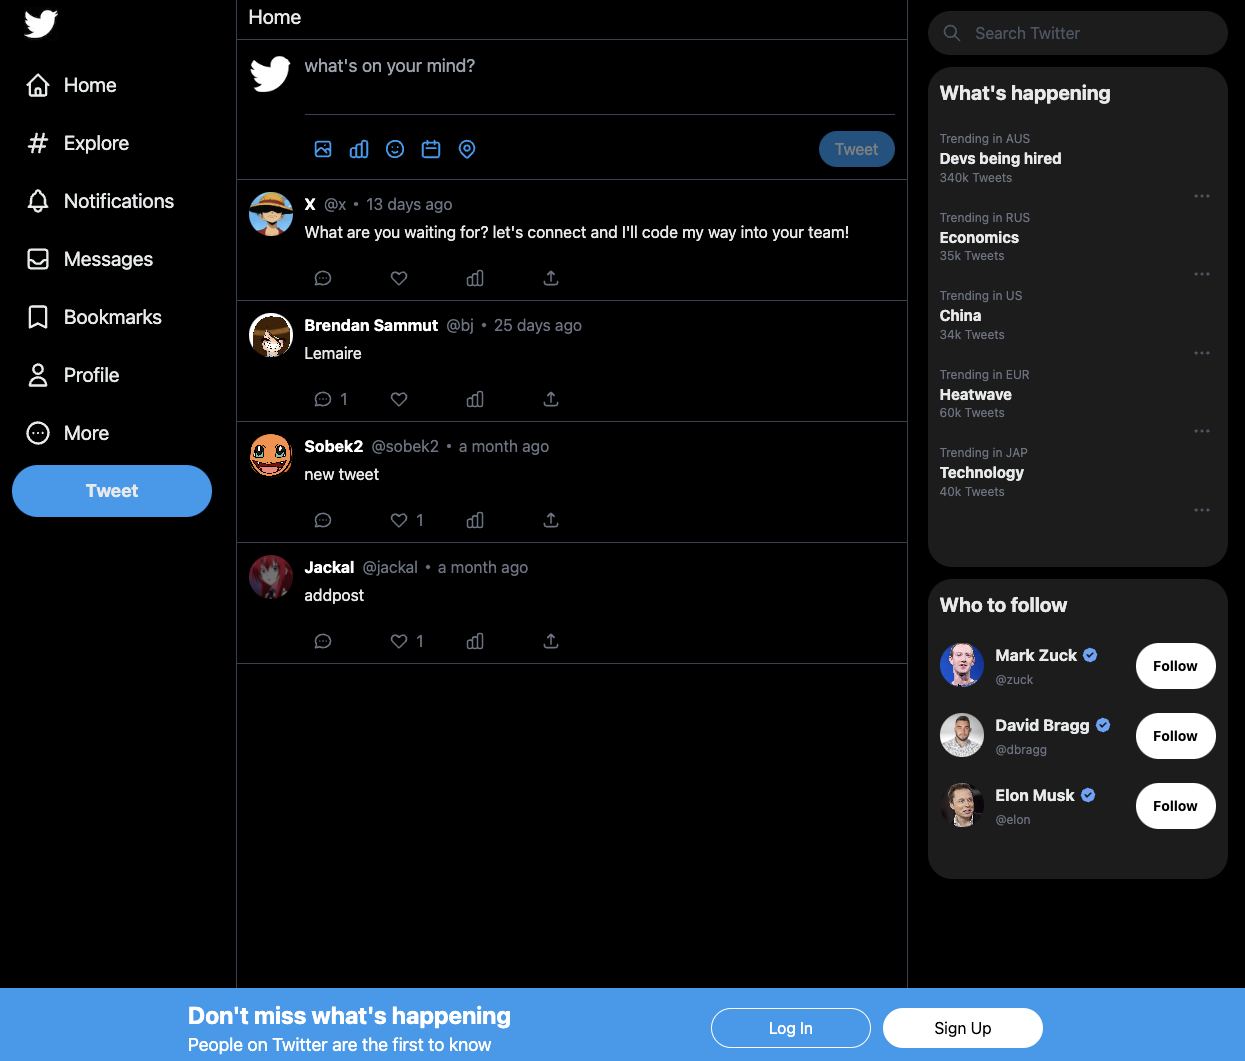 Home
Explore
Notifications
Messages
Bookmarks
Profile
More
Tweet
Home
what's on your mind?
Tweet
X @x • 13 days ago
What are you waiting for? let's connect and I'll code my way into your team!
Brendan Sammut @bj • 25 days ago
Lemaire
1
Sobek2 @sobek2 • a month ago
new tweet
1
Jackal @jackal • a month ago
addpost
1
Search Twitter
What's happening
Trending in AUS
Devs being hired
340k Tweets
Trending in RUS
Economics
35k Tweets
Trending in US
China
34k Tweets
Trending in EUR
Heatwave
60k Tweets
Trending in JAP
Technology
40k Tweets
Who to follow
Mark Zuck
@zuck
Follow
David Bragg
@dbragg
Follow
Elon Musk
@elon
Follow
Don't miss what's happening
People on Twitter are the first to know
Log In
Sign Up